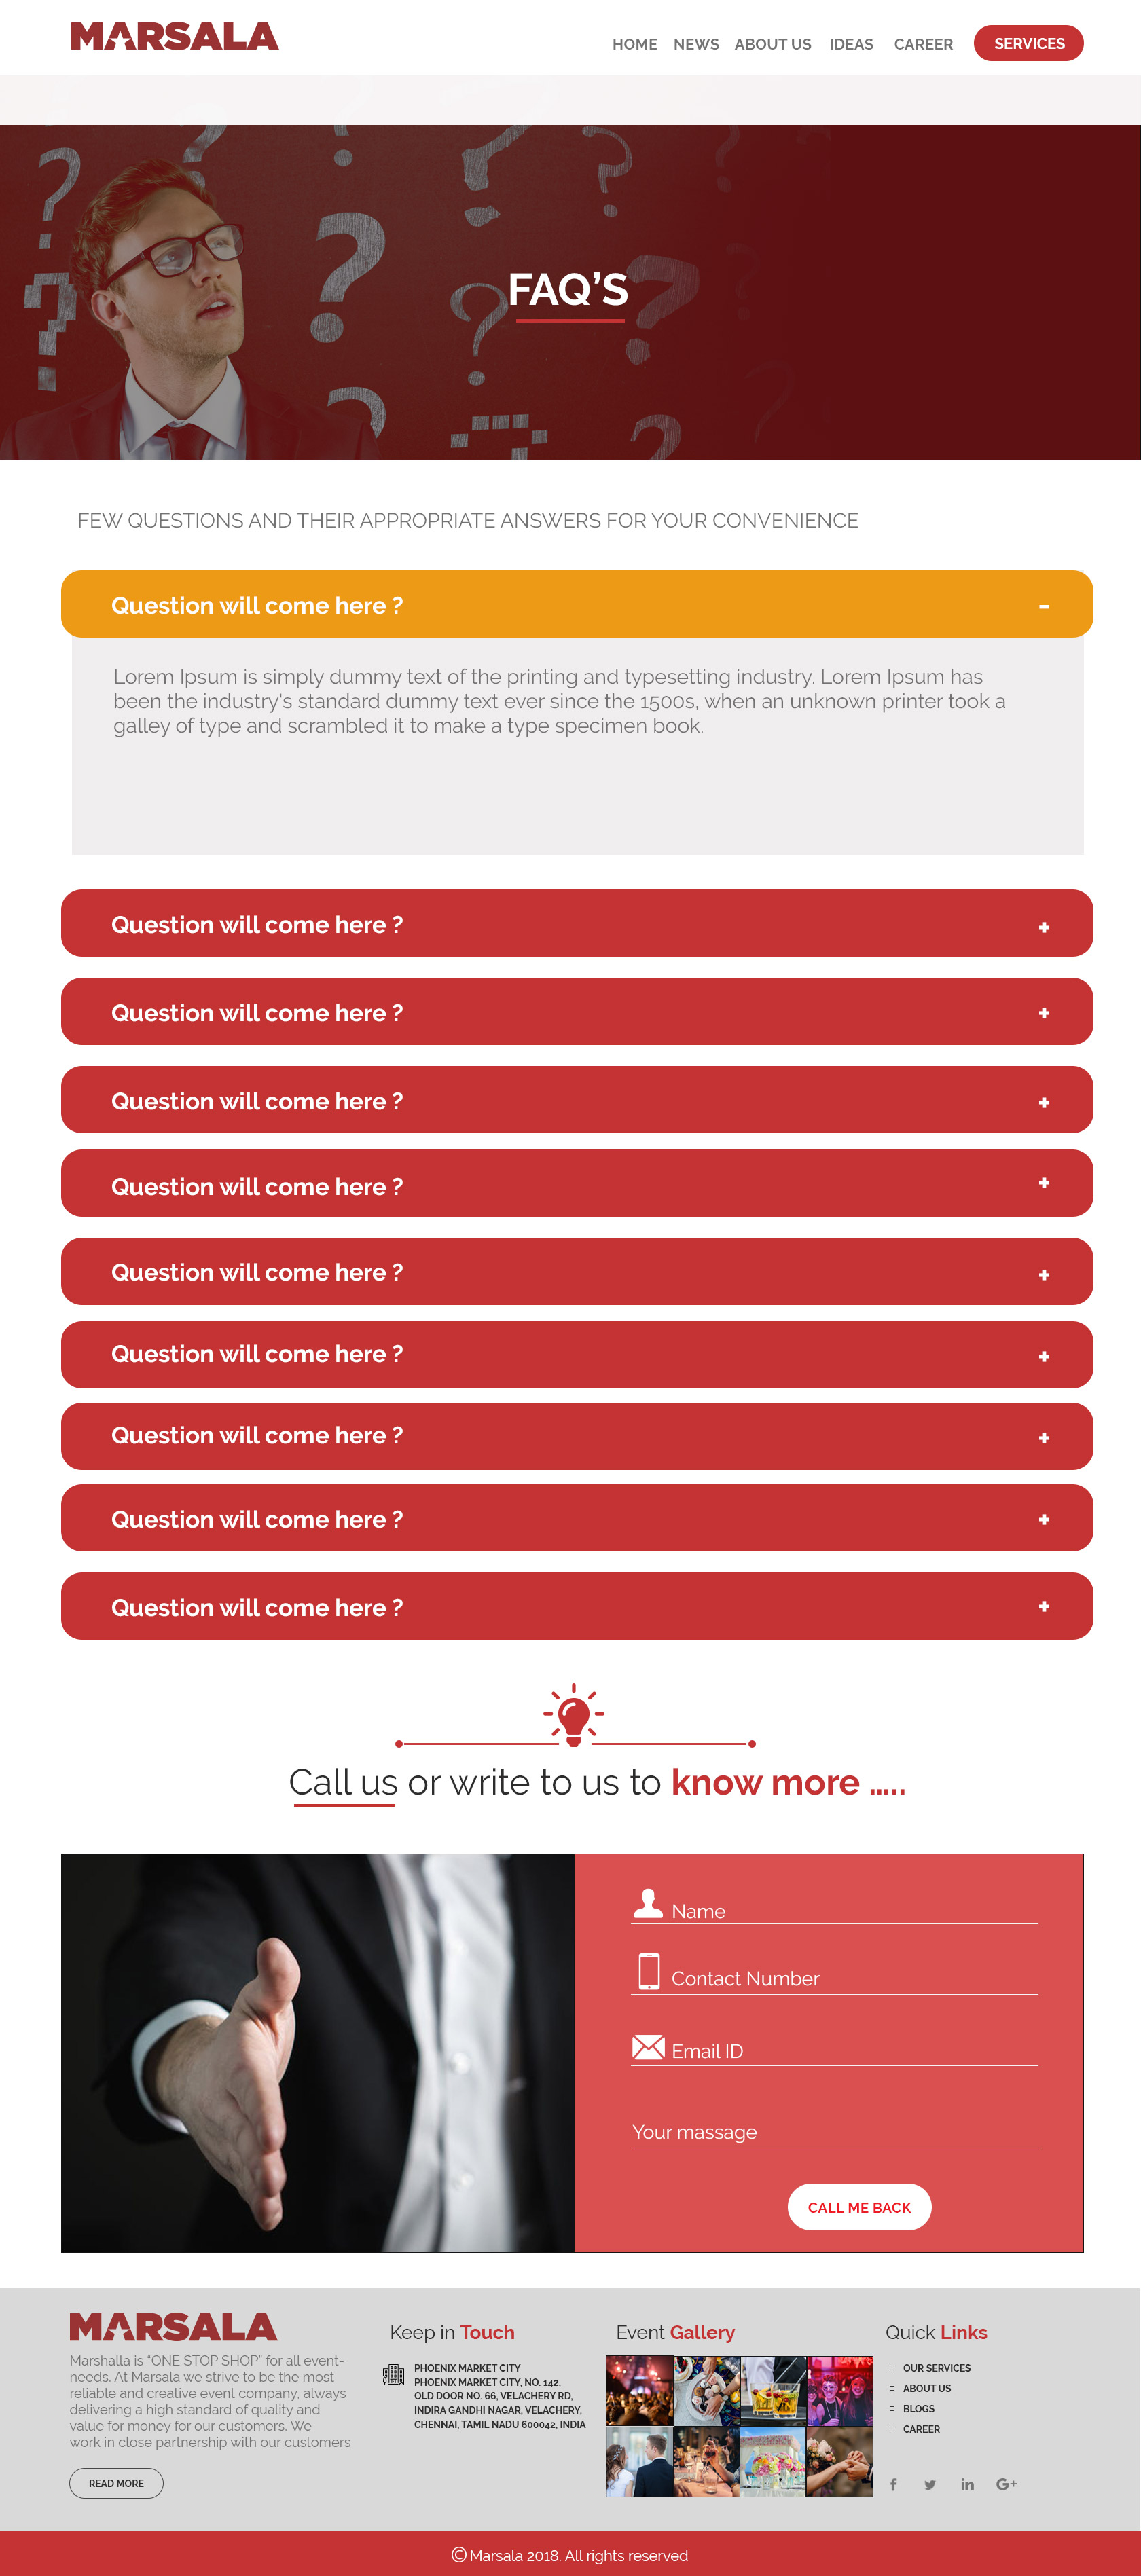 MARSALA
HOME NEWS ABOUT US IDEAS CAREER SERVICES
FAQ'S
FEW QUESTIONS AND THEIR APPROPRIATE ANSWERS FOR YOUR CONVENIENCE
Question will come here ? -
Lorem Ipsum is simply dummy text of the printing and typesetting industry. Lorem Ipsum has
been the industry's standard dummy text ever since the 1500s, when an unknown printer took a
galley of type and scrambled it to make a type specimen book.
Question will come here ? +
Question will come here ? +
Question will come here ? +
Question will come here ? +
Question will come here ? +
Question will come here ? +
Question will come here ? +
Question will come here ? +
Question will come here ? +
Call us or write to us to know more .....
Name
Contact Number
Email ID
Your massage
CALL ME BACK
MARSALA
Marshalla is “ONE STOP SHOP” for all event-
needs. At Marsala we strive to be the most
reliable and creative event company, always
delivering a high standard of quality and
value for money for our customers. We
work in close partnership with our customers
READ MORE
Keep in Touch
PHOENIX MARKET CITY
PHOENIX MARKET CITY, NO. 142,
OLD DOOR NO. 66, VELACHERY RD,
INDIRA GANDHI NAGAR, VELACHERY,
CHENNAI, TAMIL NADU 600042, INDIA
Event Gallery
Quick Links
OUR SERVICES
ABOUT US
BLOGS
CAREER
f in G+
© Marsala 2018. All rights reserved